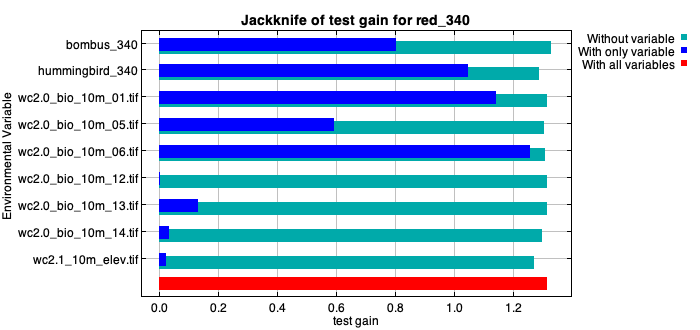 Jackknife of test gain for red_340
Without variable
With only variable
With all variables
Environmental Variable
bombus_340
hummingbird_340
wc2.0_bio_10m_01.tif
wc2.0_bio_10m_05.tif
wc2.0_bio_10m_06.tif
wc2.0_bio_10m_12.tif
wc2.0_bio_10m_13.tif
wc2.0_bio_10m_14.tif
wc2.1_10m_elev.tif
0.0 0.2 0.4 0.6 0.8 1.0 1.2
test gain